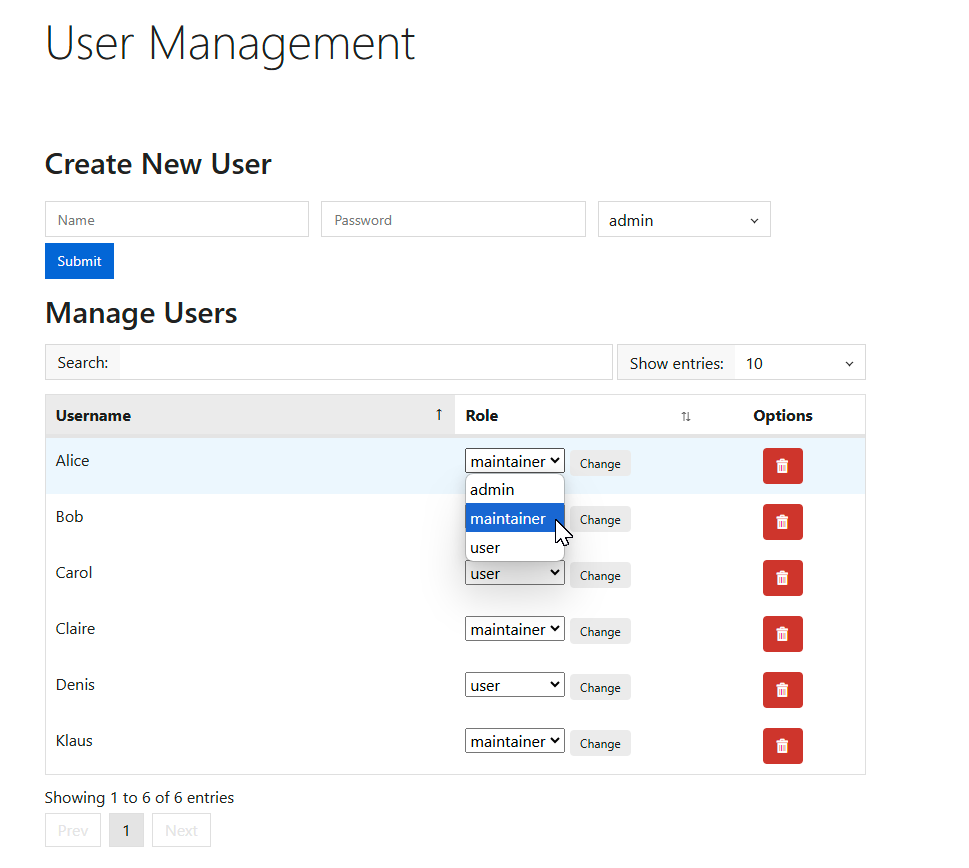 User Management
Create New User
Name Password admin
Submit
Manage Users
Search: Show entries: 10
Username ↑ Role ↑↓ Options
Alice maintainer Change
admin
Bob maintainer Change
user
Carol user Change
Claire maintainer Change
Denis user Change
Klaus maintainer Change
Showing 1 to 6 of 6 entries
Prev 1 Next